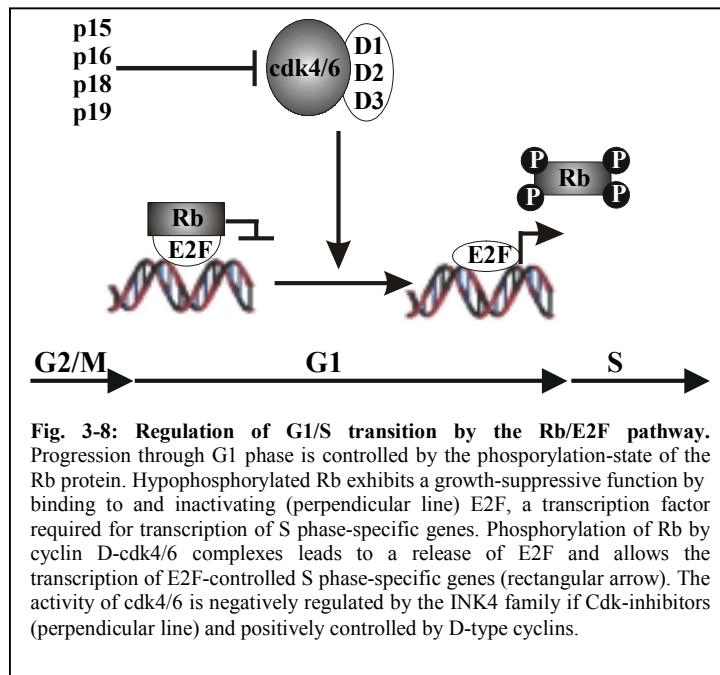 p15
p16
p18
p19
cdk4/6
D1
D2
D3
Rb
E2F
P
P
Rb
P
P
E2F
G2/M
G1
S
Fig. 3-8: Regulation of G1/S transition by the Rb/E2F pathway.
Progression through G1 phase is controlled by the phosporylation-state of the
Rb protein. Hypophosphorylated Rb exhibits a growth-suppressive function by
binding to and inactivating (perpendicular line) E2F, a transcription factor
required for transcription of S phase-specific genes. Phosphorylation of Rb by
cyclin D-cdk4/6 complexes leads to a release of E2F and allows the
transcription of E2F-controlled S phase-specific genes (rectangular arrow). The
activity of cdk4/6 is negatively regulated by the INK4 family if Cdk-inhibitors
(perpendicular line) and positively controlled by D-type cyclins.